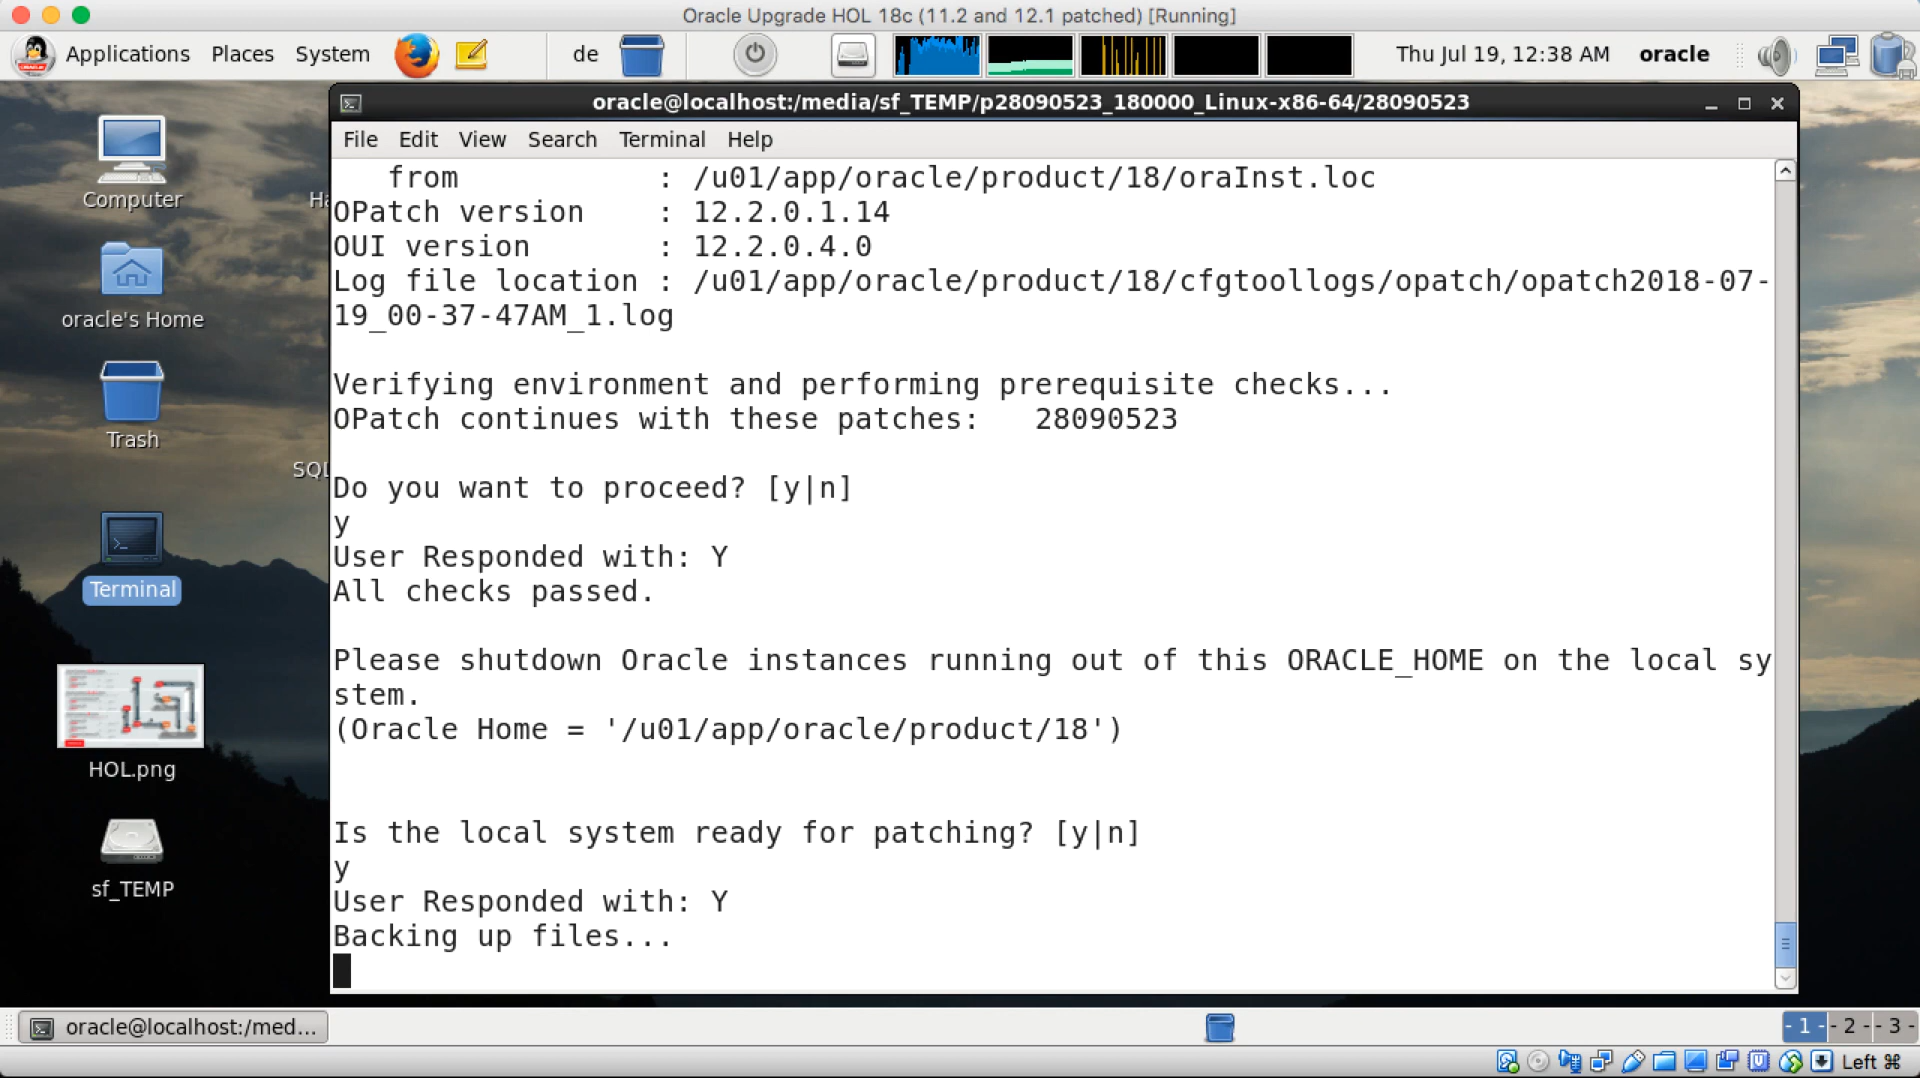 Oracle Upgrade HOL 18c (11.2 and 12.1 patched) [Running]
Applications Places System de Thu Jul 19, 12:38 AM oracle
oracle@localhost:/media/sf_TEMP/p28090523_180000_Linux-x86-64/28090523
File Edit View Search Terminal Help
from : /u01/app/oracle/product/18/oraInst.loc
OPatch version : 12.2.0.1.14
OUI version : 12.2.0.4.0
Log file location : /u01/app/oracle/product/18/cfgtoollogs/opatch/opatch2018-07-
19_00-37-47AM_1.log
Verifying environment and performing prerequisite checks...
OPatch continues with these patches: 28090523
Do you want to proceed? [y|n]
y
User Responded with: Y
All checks passed.
Please shutdown Oracle instances running out of this ORACLE_HOME on the local sy
stem.
(Oracle Home = '/u01/app/oracle/product/18')
Is the local system ready for patching? [y|n]
y
User Responded with: Y
Backing up files...
Computer
oracle's Home
Trash
SQL
Terminal
HOL.png
sf_TEMP
oracle@localhost:/med...
- 1 - - 2 - - 3 -
Left ⌘